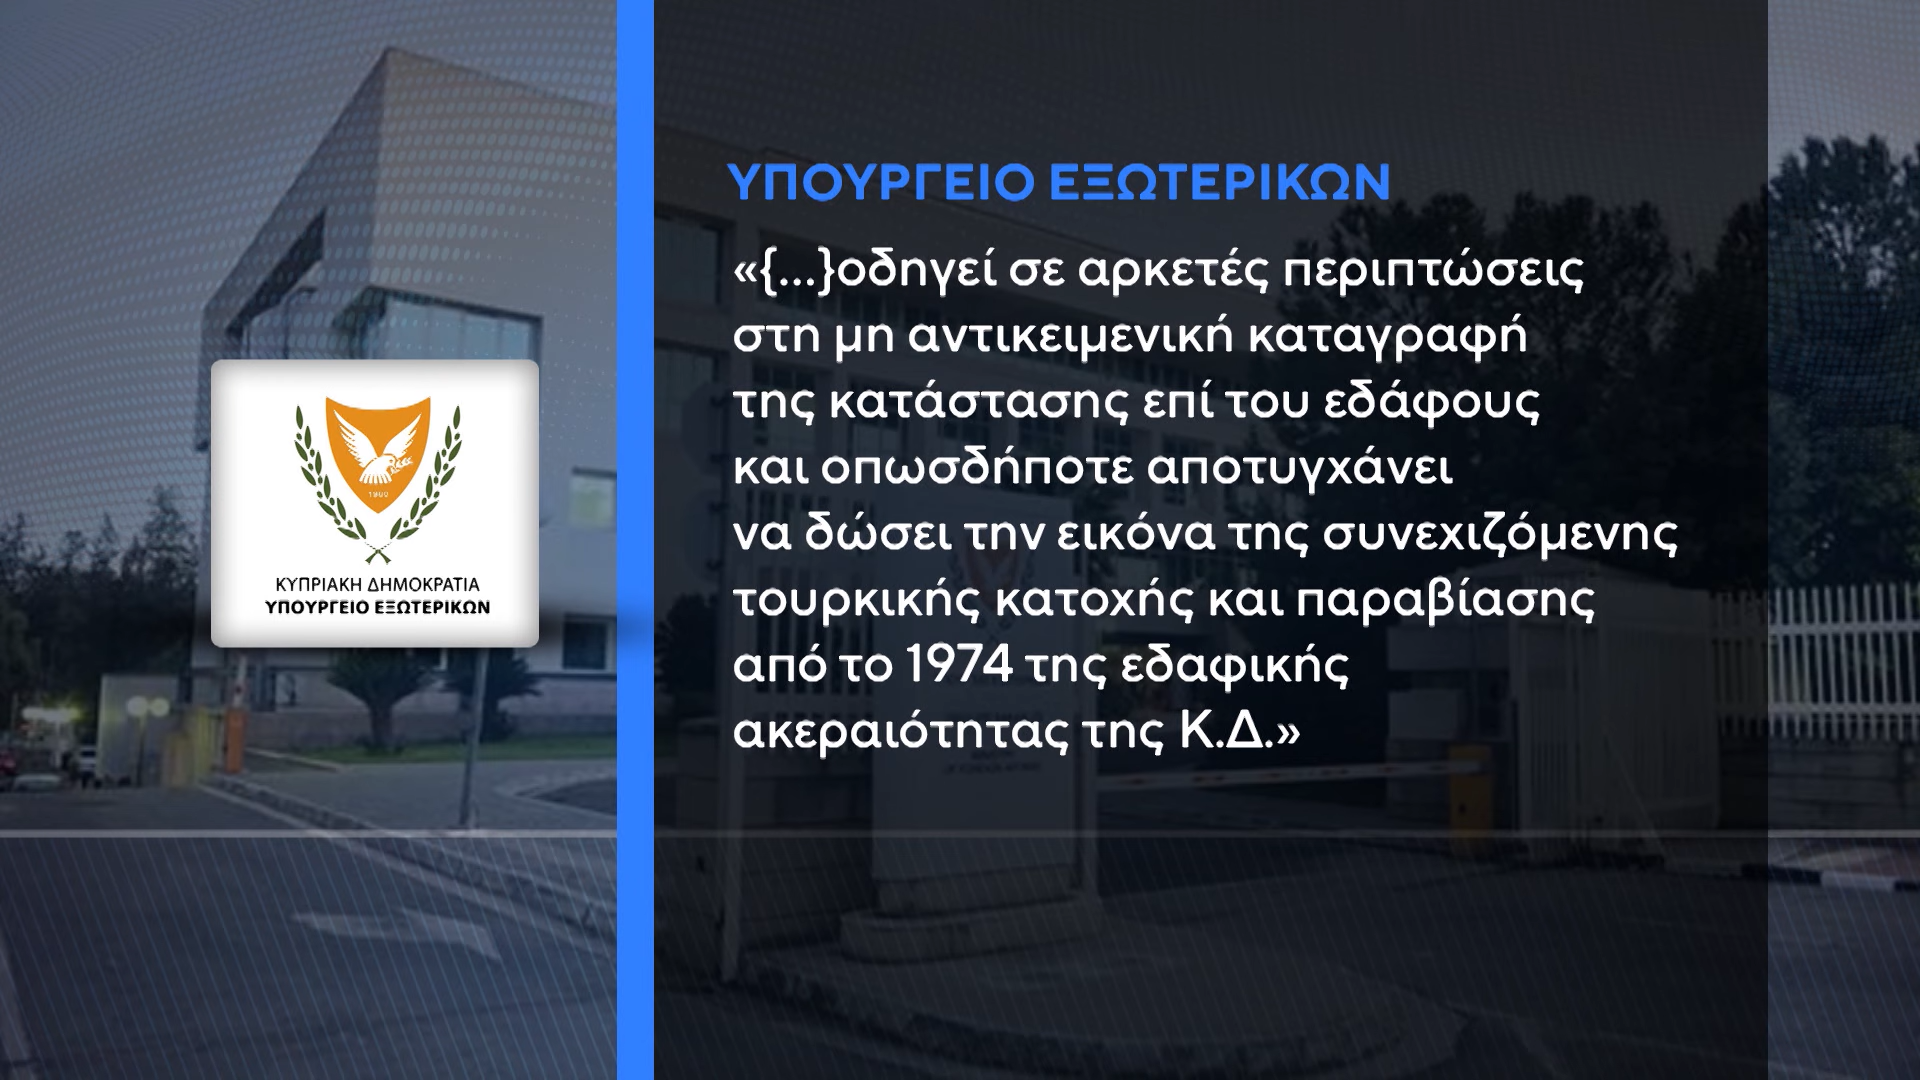 ΥΠΟΥΡΓΕΙΟ ΕΞΩΤΕΡΙΚΩΝ
«{...}οδηγεί σε αρκετές περιπτώσεις
στη μη αντικειμενική καταγραφή
της κατάστασης επί του εδάφους
και οπωσδήποτε αποτυγχάνει
να δώσει την εικόνα της συνεχιζόμενης
τουρκικής κατοχής και παραβίασης
από το 1974 της εδαφικής
ακεραιότητας της Κ.Δ.»
1960
ΚΥΠΡΙΑΚΗ ΔΗΜΟΚΡΑΤΙΑ
ΥΠΟΥΡΓΕΙΟ ΕΞΩΤΕΡΙΚΩΝ